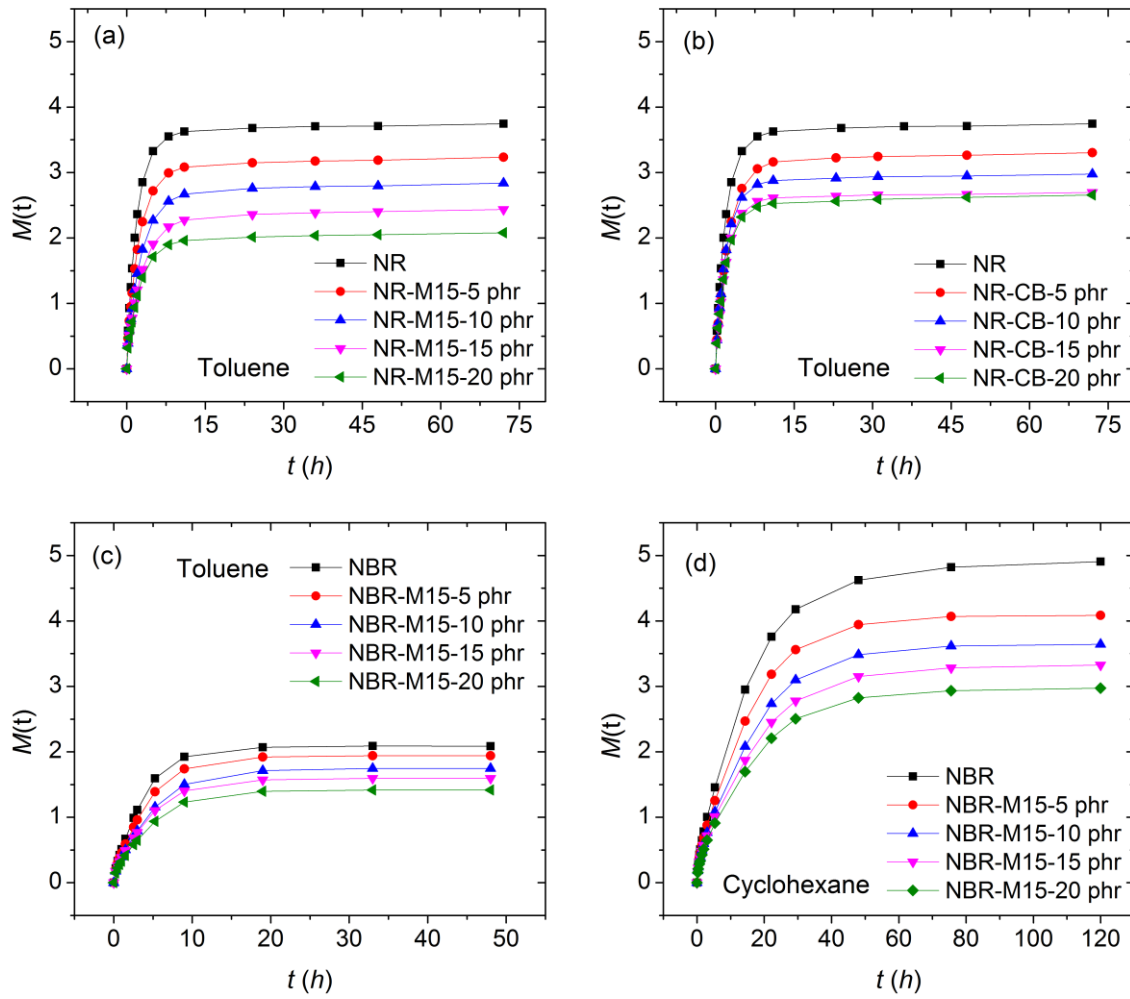 (a)
M(t)
5
4
3
2
1
0
NR
NR-M15-5 phr
NR-M15-10 phr
NR-M15-15 phr
NR-M15-20 phr
Toluene
0 15 30 45 60 75
t (h)
(b)
M(t)
5
4
3
2
1
0
NR
NR-CB-5 phr
NR-CB-10 phr
NR-CB-15 phr
NR-CB-20 phr
Toluene
0 15 30 45 60 75
t (h)
(c)
M(t)
5
4
3
2
1
0
Toluene
NBR
NBR-M15-5 phr
NBR-M15-10 phr
NBR-M15-15 phr
NBR-M15-20 phr
0 10 20 30 40 50
t (h)
(d)
M(t)
5
4
3
2
1
0
NBR
NBR-M15-5 phr
NBR-M15-10 phr
NBR-M15-15 phr
NBR-M15-20 phr
Cyclohexane
0 20 40 60 80 100 120
t (h)